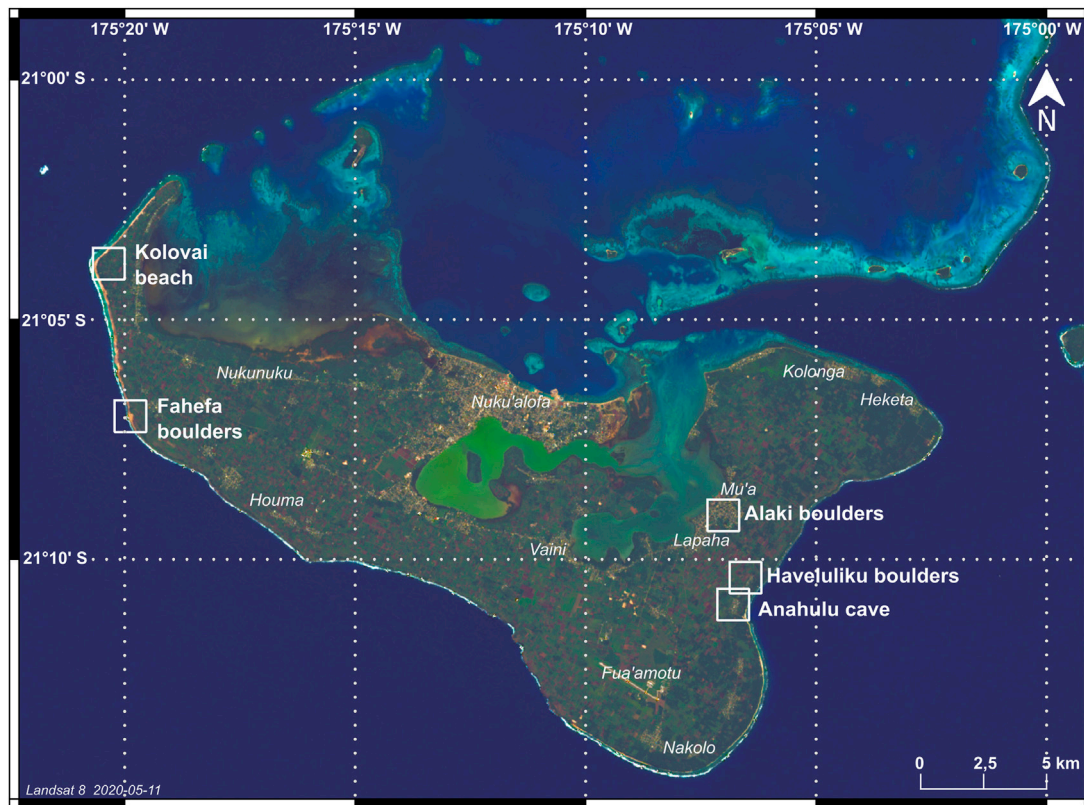 175°20' W
175°15' W
175°10' W
175°05' W
175°00' W
21°00' S
N
Kolovai
beach
21°05' S
Kolonga
Nukunuku
Heketa
Nuku'alofa
Fahefa
boulders
Mu'a
Houma
Alaki boulders
Lapaha
Vaini
21°10' S
Haveluliku boulders
Anahulu cave
Fua'amotu
Nakolo
0
2,5
5 km
Landsat 8 2020-05-11